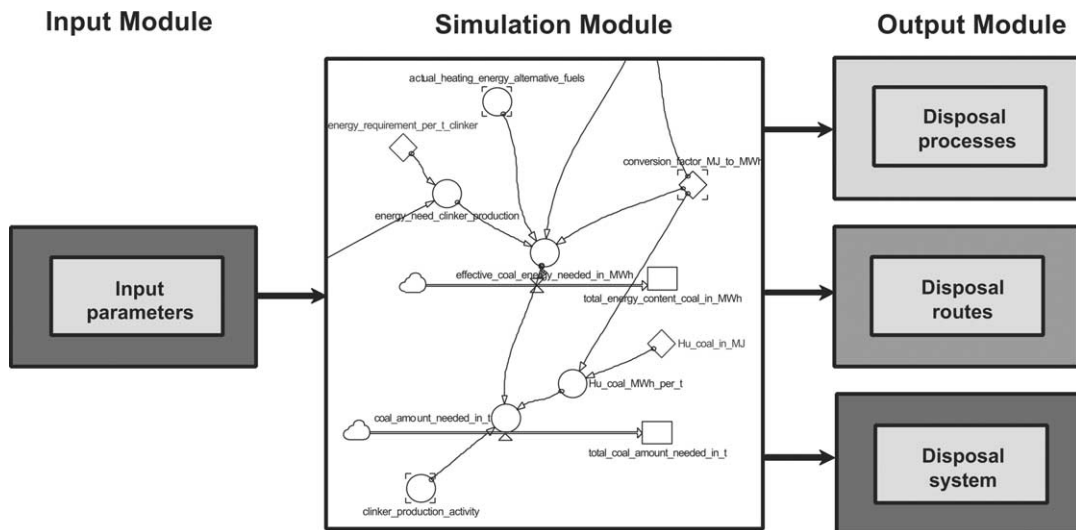 Input Module
Simulation Module
Output Module
Input
parameters
actual_heating_energy_alternative_fuels
energy_requirement_per_t_clinker
conversion_factor_MJ_to_MWh
energy_need_clinker_production
effective_coal_energy_needed_in_MWh
total_energy_content_coal_in_MWh
Hu_coal_in_MJ
Hu_coal_MWh_per_t
coal_amount_needed_in_t
total_coal_amount_needed_in_t
clinker_production_activity
Disposal
processes
Disposal
routes
Disposal
system